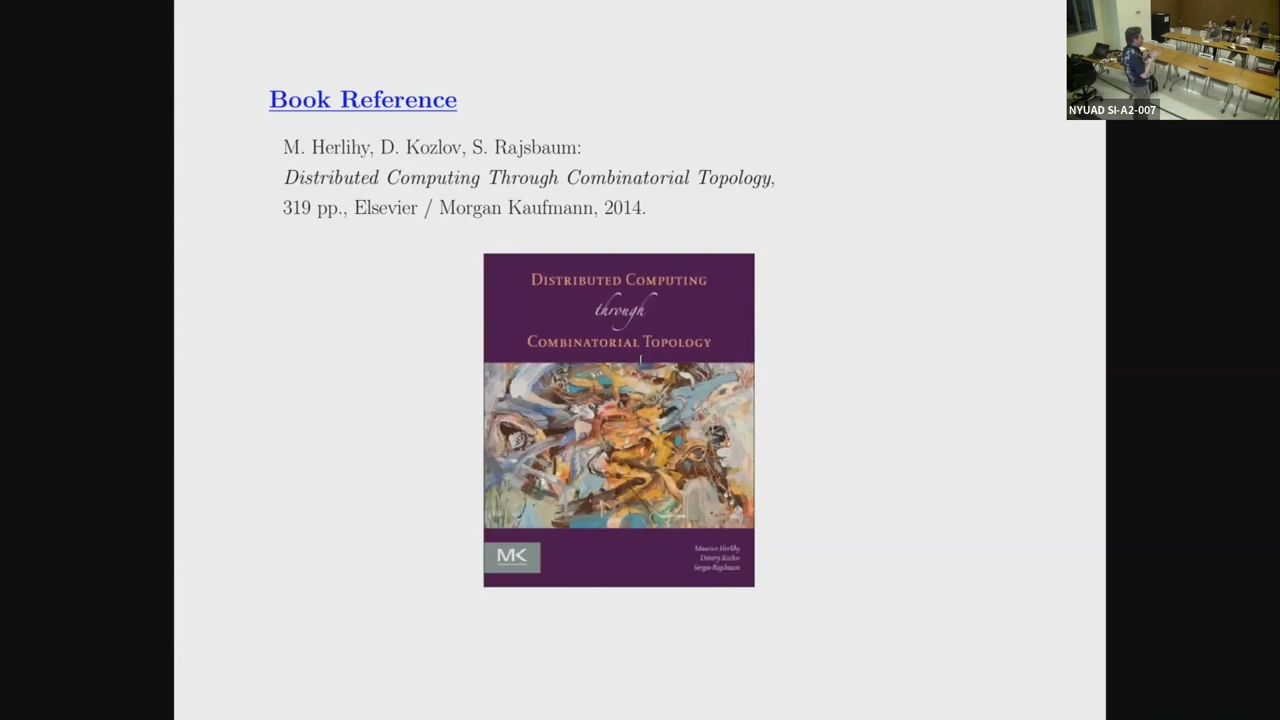 Book Reference
M. Herlihy, D. Kozlov, S. Rajsbaum:
Distributed Computing Through Combinatorial Topology,
319 pp., Elsevier / Morgan Kaufmann, 2014.
DISTRIBUTED COMPUTING
through
COMBINATORIAL TOPOLOGY
MK
Maurice Herlihy
Dmitry Kozlov
Sergio Rajsbaum
NYUAD SI-A2-007